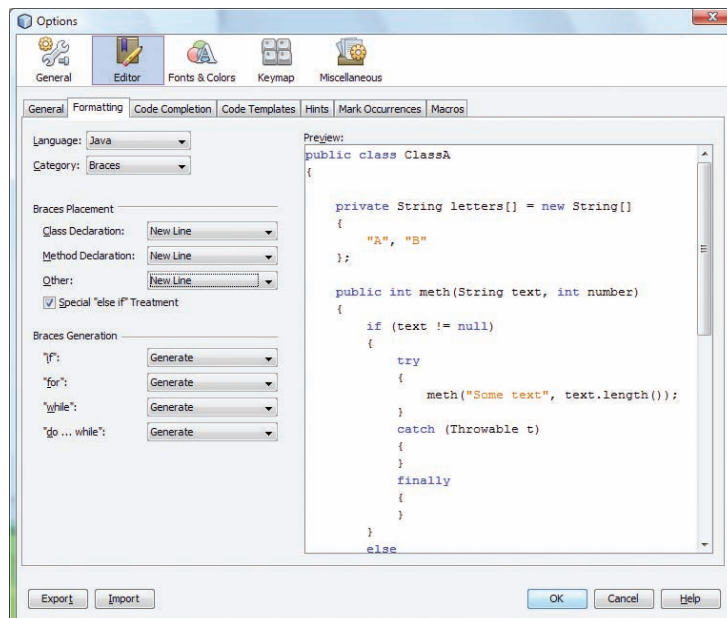 Options
General Editor Fonts & Colors Keymap Miscellaneous
General Formatting Code Completion Code Templates Hints Mark Occurrences Macros
Language: Java
Category: Braces
Braces Placement
Class Declaration: New Line
Method Declaration: New Line
Other: New Line
Special "else if" Treatment
Braces Generation
"if": Generate
"for": Generate
"while": Generate
"do ... while": Generate
Preview:
public class ClassA
{
    private String letters[] = new String[]
    {
        "A", "B"
    };
    public int meth(String text, int number)
    {
        if (text != null)
        {
            try
            {
                meth("Some text", text.length());
            }
            catch (Throwable t)
            {
            }
            finally
            {
            }
        }
        else
Export Import OK Cancel Help